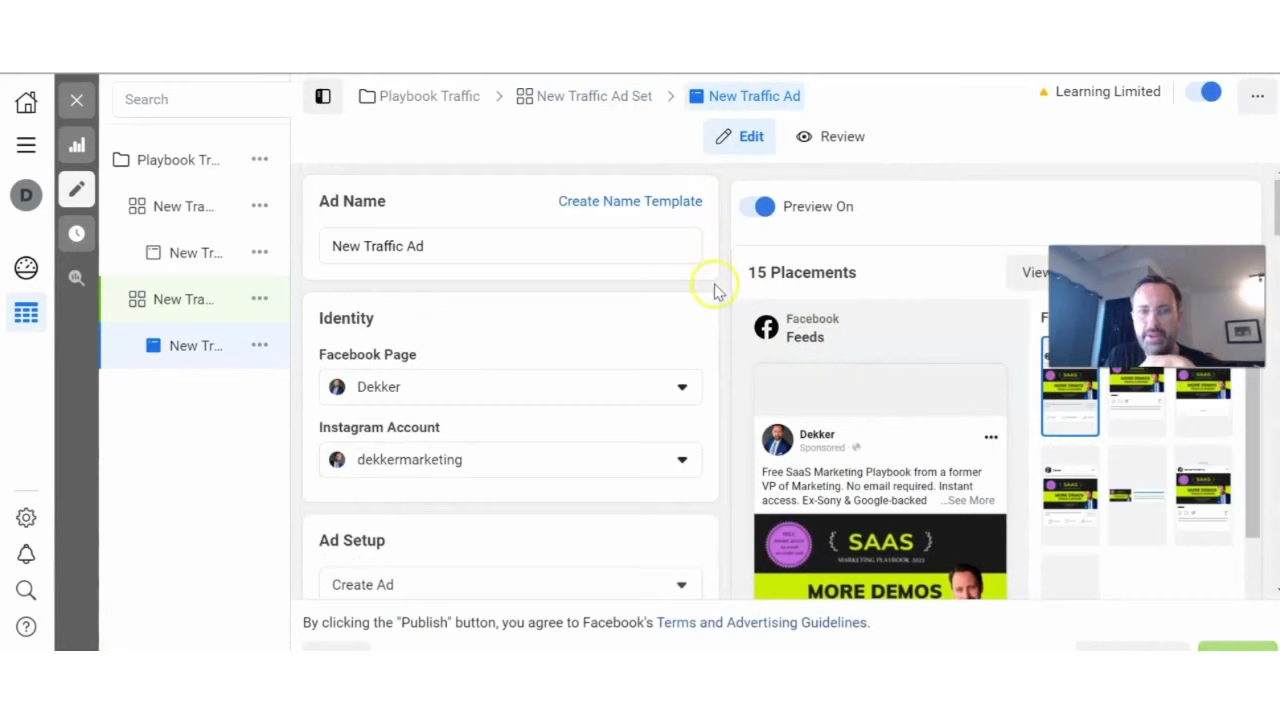 Search
Playbook Traffic
New Traffic Ad Set
New Traffic Ad
Learning Limited
Edit
Review
D
Playbook Tr...
New Tra...
New Tr...
New Tra...
New Tr...
Ad Name
Create Name Template
New Traffic Ad
Identity
Facebook Page
Dekker
Instagram Account
dekkermarketing
Ad Setup
Create Ad
Preview On
15 Placements
View
Facebook
Feeds
Dekker
Sponsored
Free SaaS Marketing Playbook from a former
VP of Marketing. No email required. Instant
access. Ex-Sony & Google-backed ...See More
SAAS
MARKETING PLAYBOOK 2023
MORE DEMOS
By clicking the "Publish" button, you agree to Facebook's Terms and Advertising Guidelines.